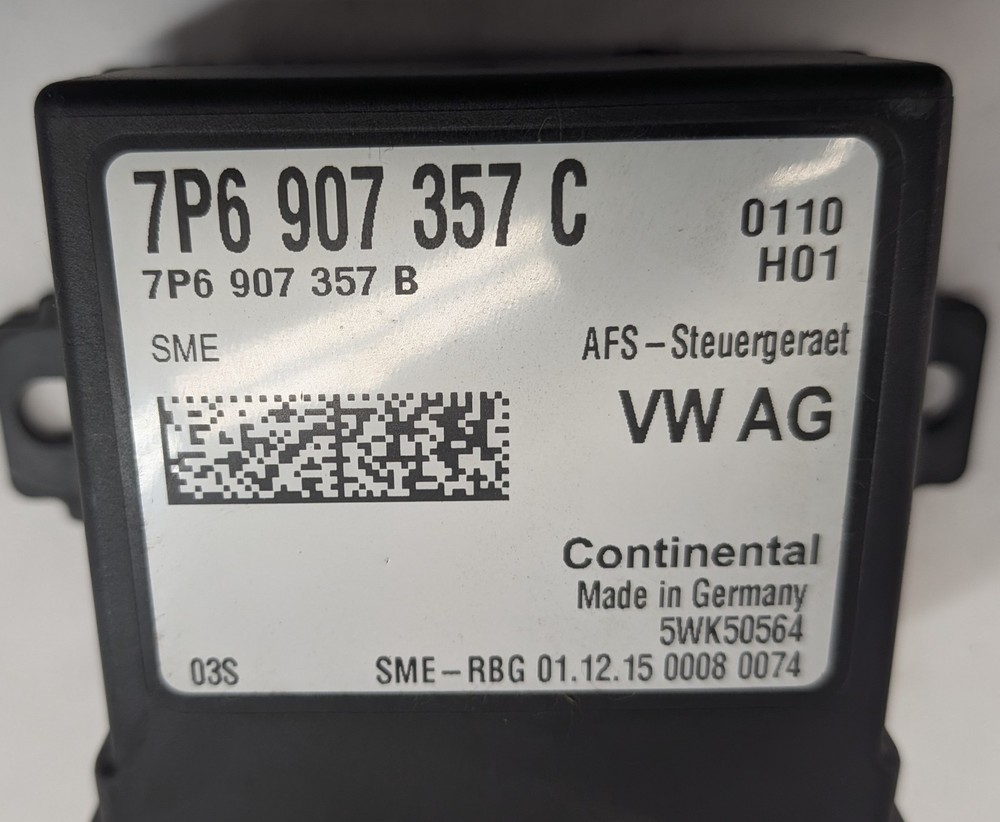 7P6 907 357 C
0110
7P6 907 357 B
H01
SME
AFS-Steuergeraet
VW AG
Continental
Made in Germany
5WK50564
03S
SME-RBG 01.12.15 0008 0074